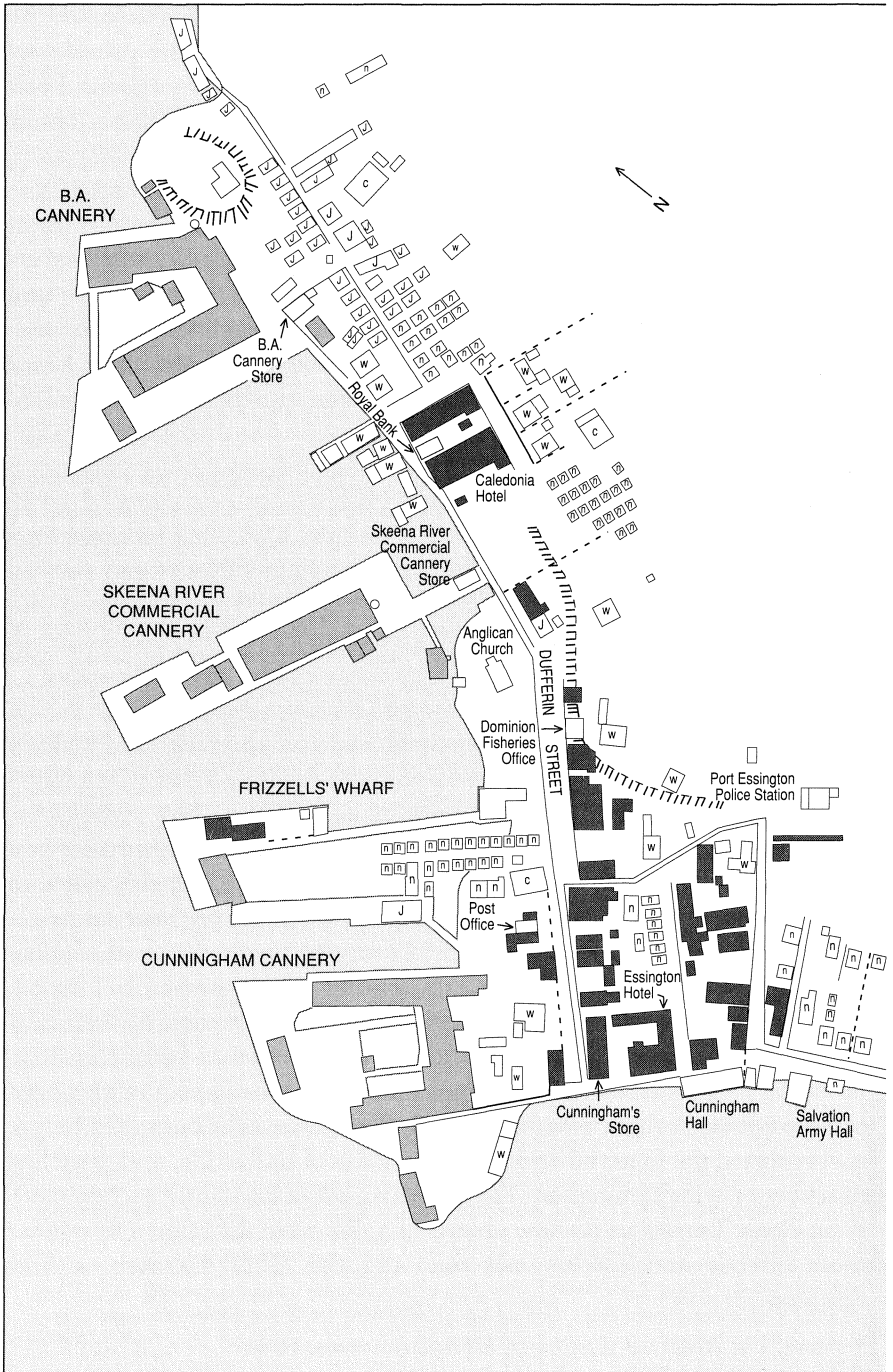 N
B.A.
CANNERY
B.A.
Cannery
Store
Royal Bank
Caledonia
Hotel
Skeena River
Commercial
Cannery
Store
SKEENA RIVER
COMMERCIAL
CANNERY
Anglican
Church
DUFFERIN
STREET
Dominion
Fisheries
Office
Port Essington
Police Station
FRIZZELLS' WHARF
Post
Office
CUNNINGHAM CANNERY
Essington
Hotel
Cunningham's
Store
Cunningham
Hall
Salvation
Army Hall